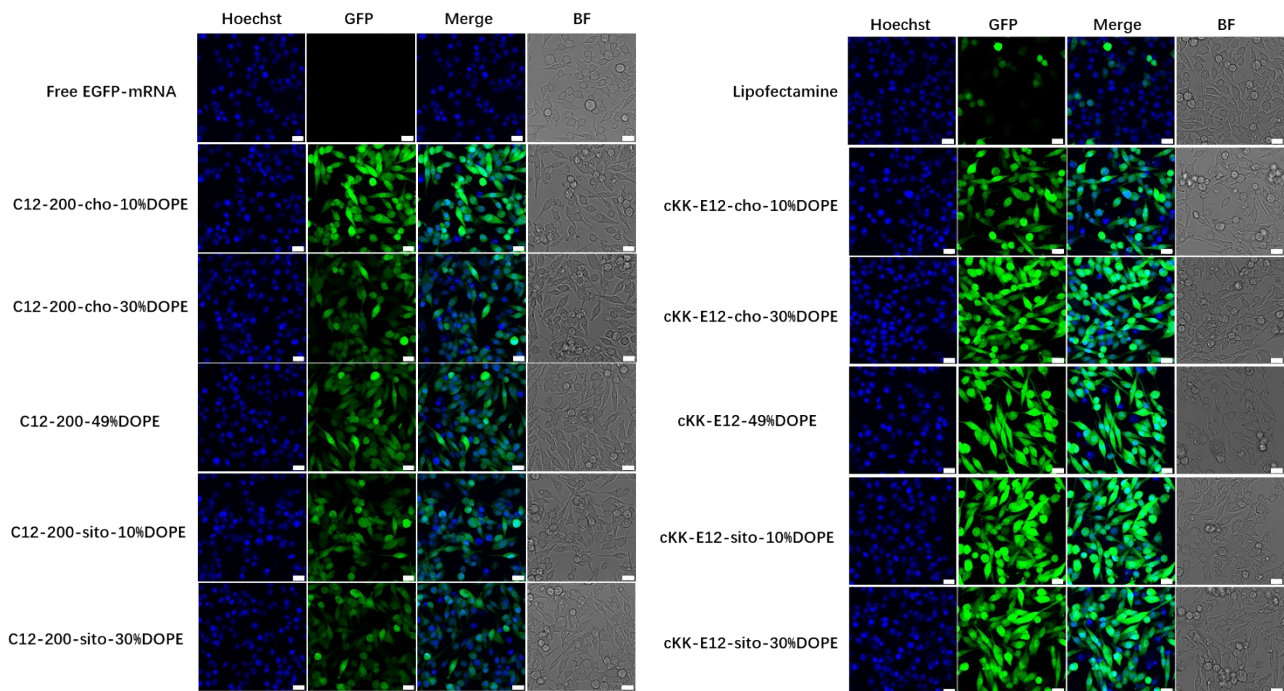 Hoechst GFP Merge BF
Free EGFP-mRNA
C12-200-cho-10%DOPE
C12-200-cho-30%DOPE
C12-200-49%DOPE
C12-200-sito-10%DOPE
C12-200-sito-30%DOPE
Hoechst GFP Merge BF
Lipofectamine
cKK-E12-cho-10%DOPE
cKK-E12-cho-30%DOPE
cKK-E12-49%DOPE
cKK-E12-sito-10%DOPE
cKK-E12-sito-30%DOPE